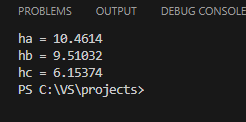 PROBLEMS OUTPUT DEBUG CONSOLE
ha = 10.4614
hb = 9.51032
hc = 6.15374
PS C:\VS\projects>